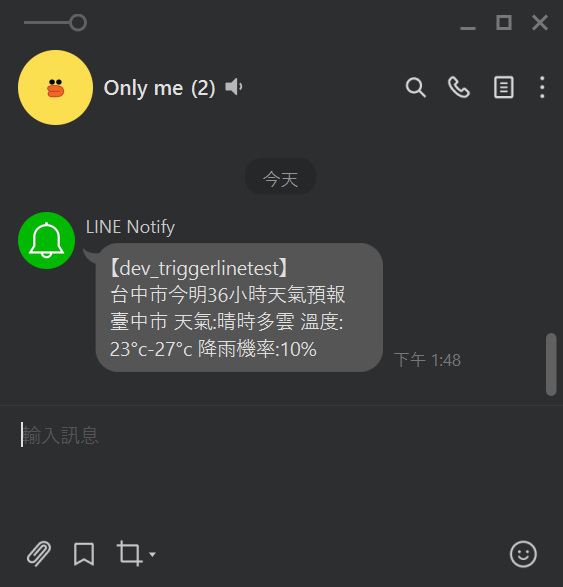 Only me (2)
今天
LINE Notify
【dev_triggerlinetest】
台中市今明36小時天氣預報
臺中市 天氣:晴時多雲 溫度:
23°c-27°c 降雨機率:10%
下午 1:48
輸入訊息